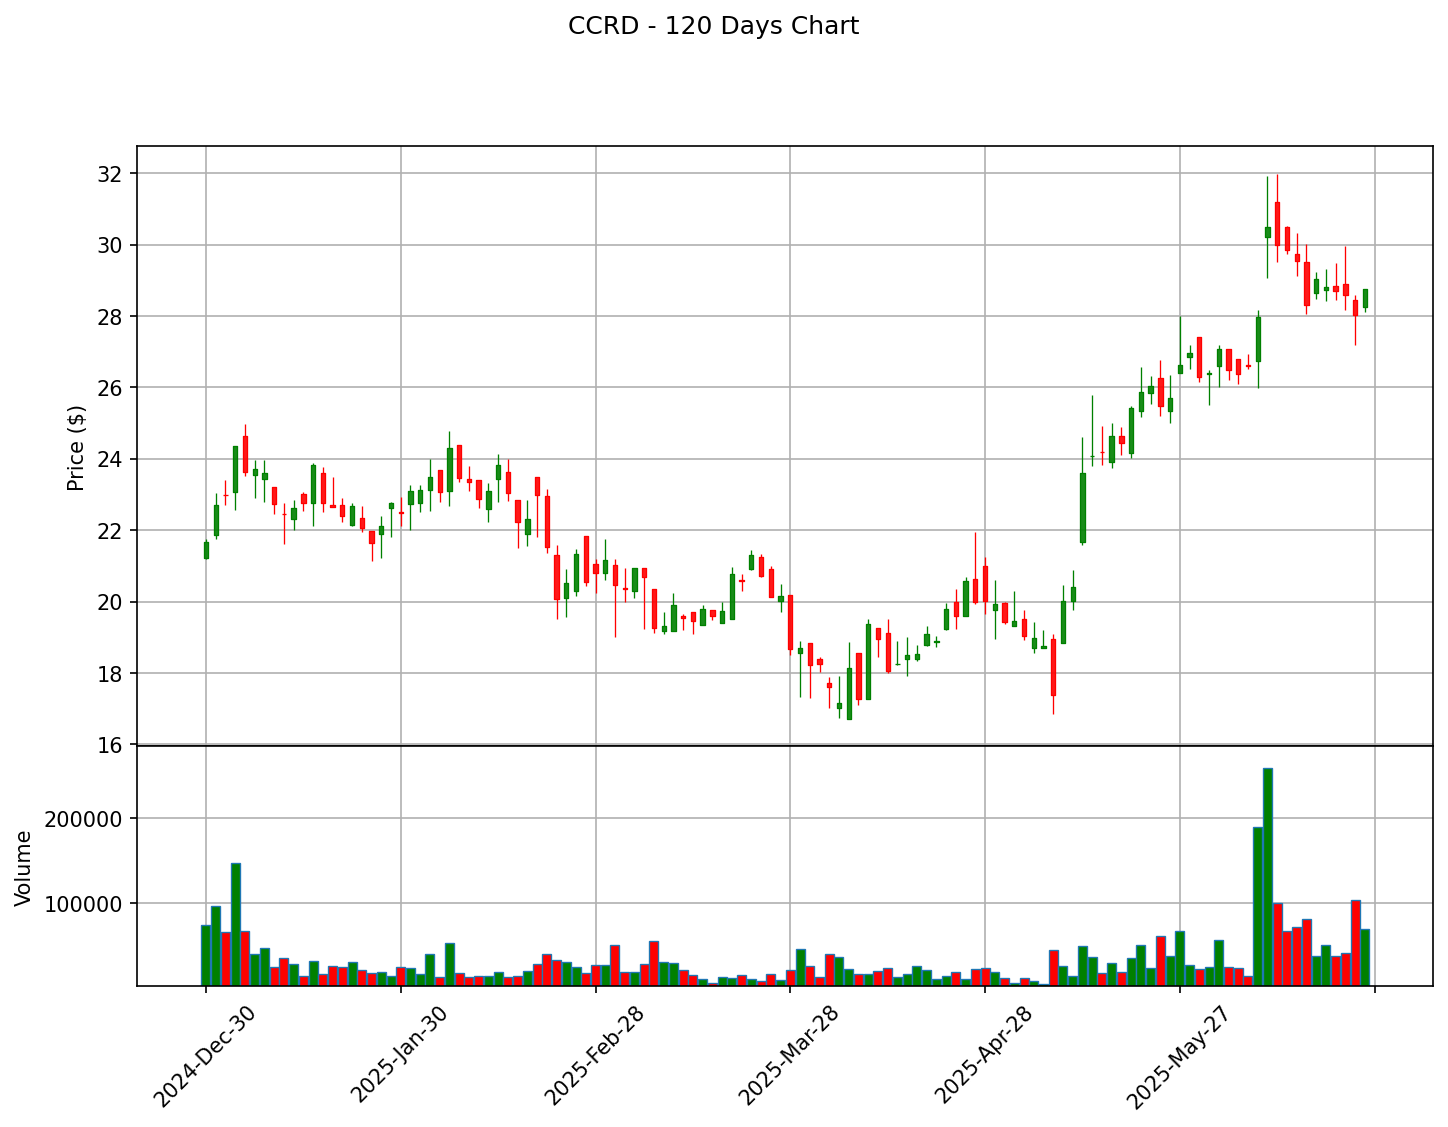 CCRD - 120 Days Chart
Price ($)
32
30
28
26
24
22
20
18
16
Volume
200000
100000
2024-Dec-30
2025-Jan-30
2025-Feb-28
2025-Mar-28
2025-Apr-28
2025-May-27